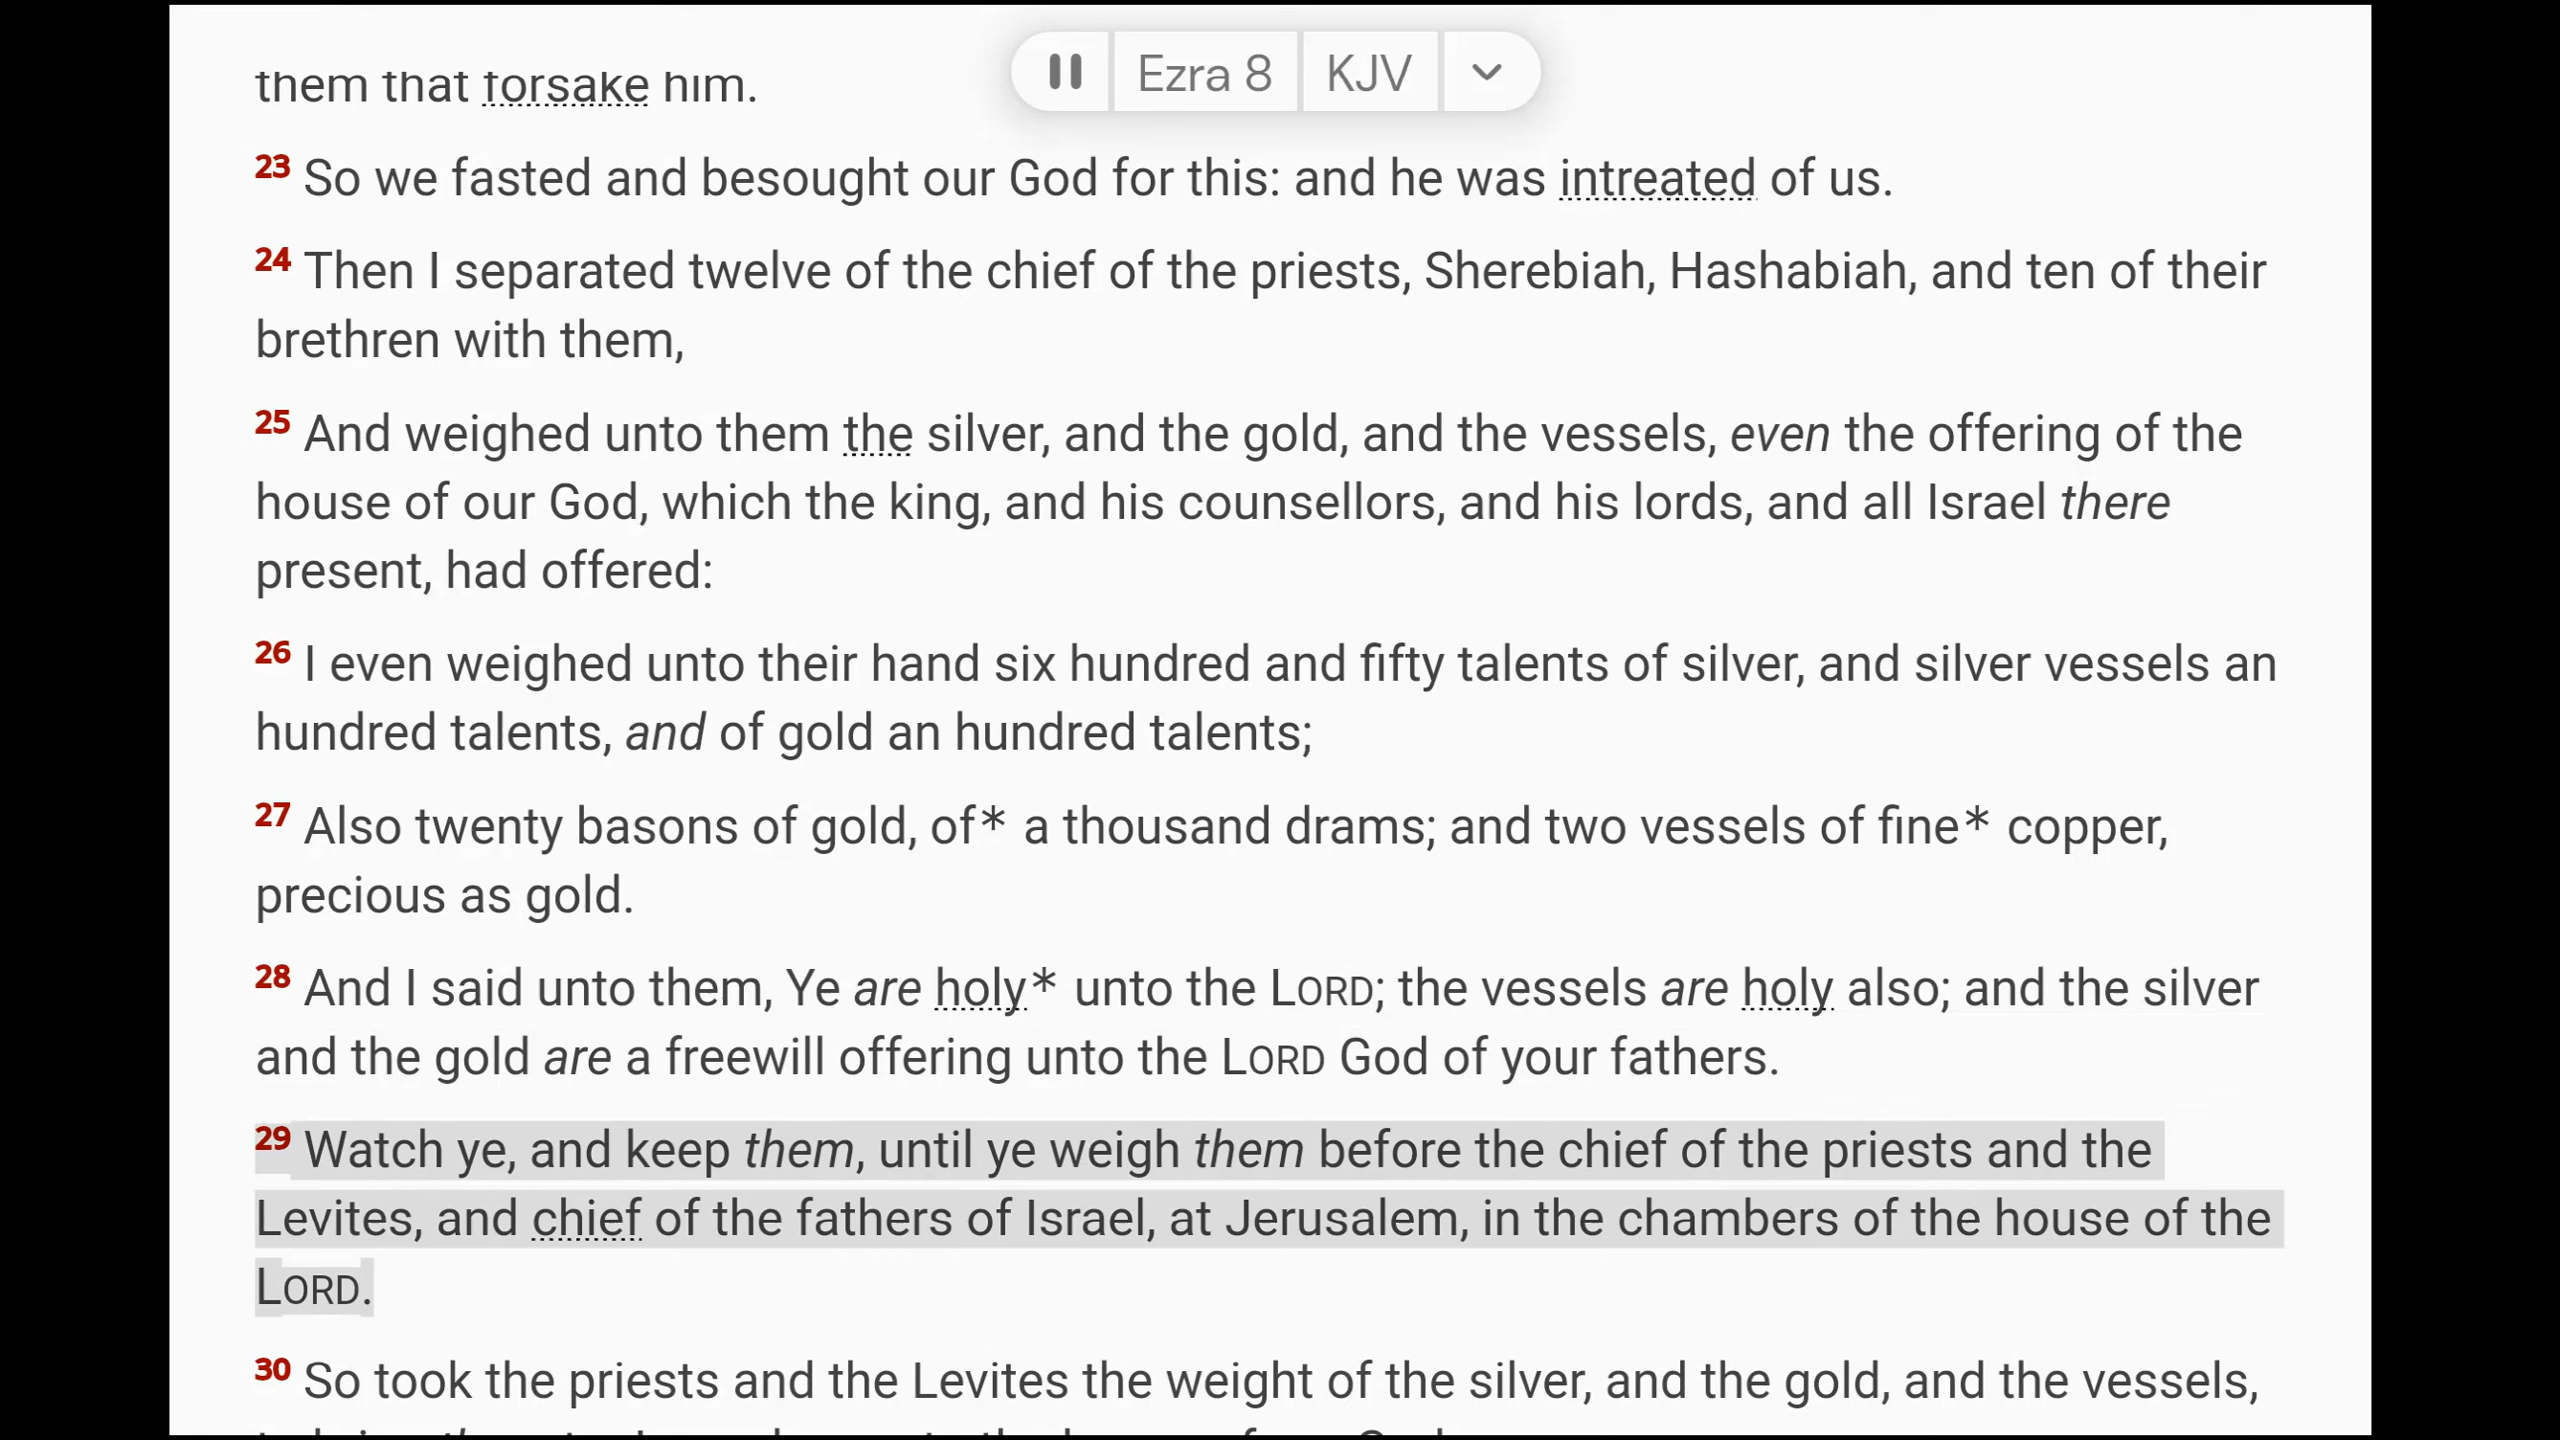 them that forsake him.
Ezra 8 KJV
23 So we fasted and besought our God for this: and he was intreated of us.
24 Then I separated twelve of the chief of the priests, Sherebiah, Hashabiah, and ten of their
brethren with them,
25 And weighed unto them the silver, and the gold, and the vessels, even the offering of the
house of our God, which the king, and his counsellors, and his lords, and all Israel there
present, had offered:
26 I even weighed unto their hand six hundred and fifty talents of silver, and silver vessels an
hundred talents, and of gold an hundred talents;
27 Also twenty basons of gold, of* a thousand drams; and two vessels of fine* copper,
precious as gold.
28 And I said unto them, Ye are holy* unto the LORD; the vessels are holy also; and the silver
and the gold are a freewill offering unto the LORD God of your fathers.
29 Watch ye, and keep them, until ye weigh them before the chief of the priests and the
Levites, and chief of the fathers of Israel, at Jerusalem, in the chambers of the house of the
LORD.
30 So took the priests and the Levites the weight of the silver, and the gold, and the vessels,